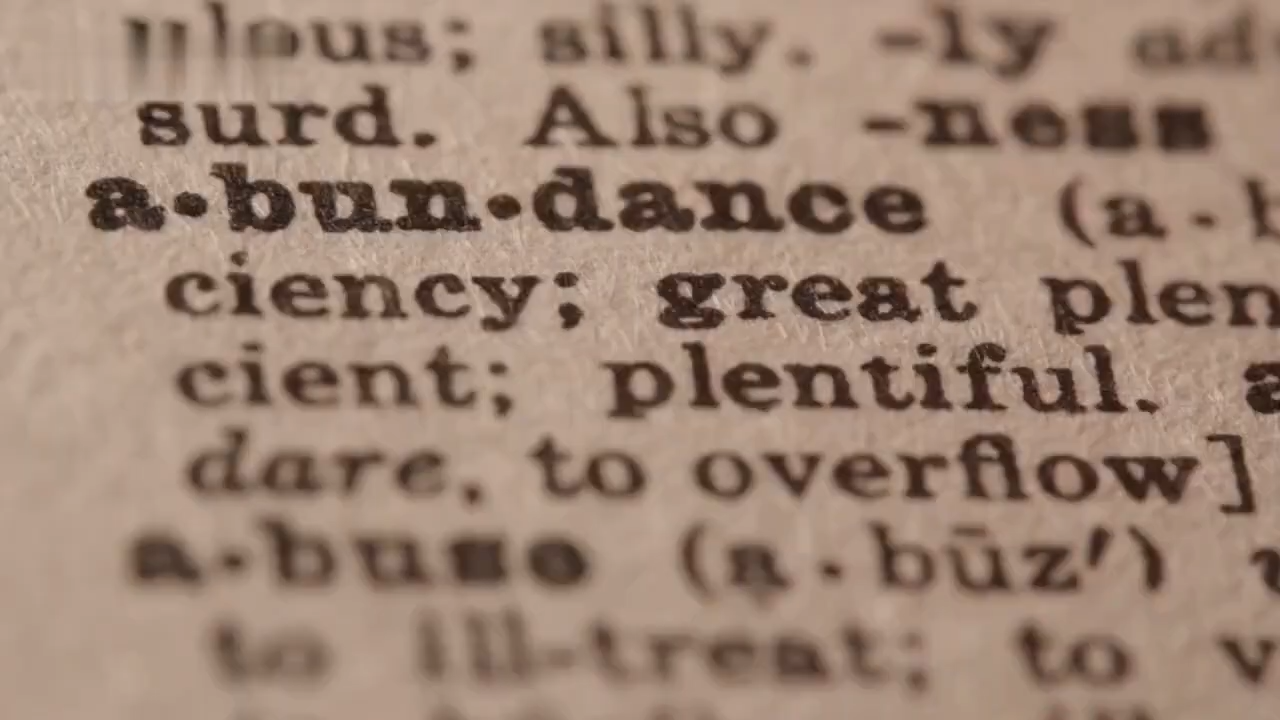 ulous; silly. -ly ad
surd. Also -ness
a·bun·dance (a·b
ciency; great plen
cient; plentiful. a
dare, to overflow]
a·buse (a·būz′) v
to ill-treat; to v